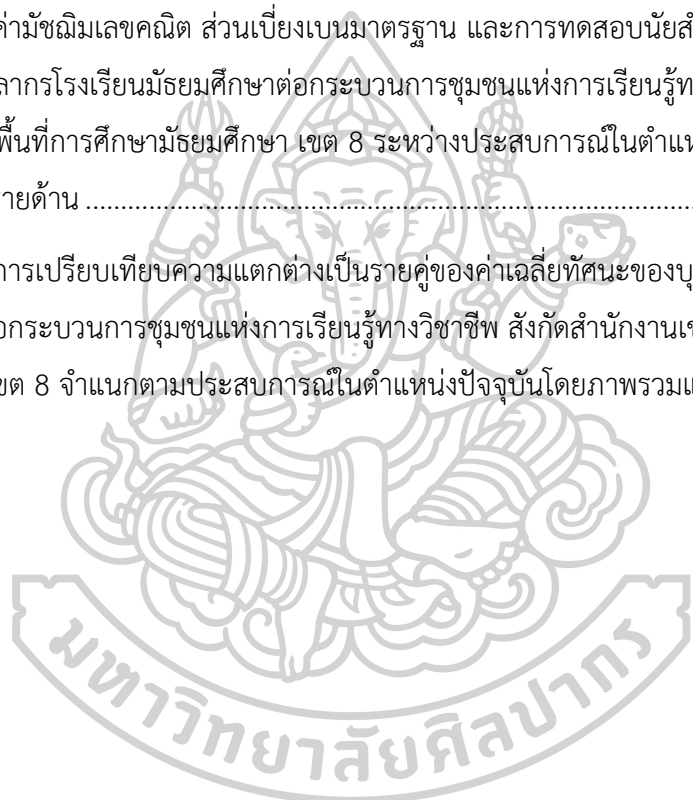 ค่ามัชฌิมเลขคณิต ส่วนเบี่ยงเบนมาตรฐาน และการทดสอบนัยสำ
ลากรโรงเรียนมัธยมศึกษาต่อกระบวนการชุมชนแห่งการเรียนรู้ทา
พื้นที่การศึกษามัธยมศึกษา เขต 8 ระหว่างประสบการณ์ในตำแห
รายด้าน ........................................................................................
การเปรียบเทียบความแตกต่างเป็นรายคู่ของค่าเฉลี่ยทัศนะของบุ
อกระบวนการชุมชนแห่งการเรียนรู้ทางวิชาชีพ สังกัดสำนักงานเข
ขต 8 จำแนกตามประสบการณ์ในตำแหน่งปัจจุบันโดยภาพรวมแ
มหาวิทยาลัยศิลปากร